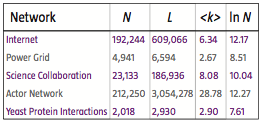 Network N L <k> ln N
Internet 192,244 609,066 6.34 12.17
Power Grid 4,941 6,594 2.67 8.51
Science Collaboration 23,133 186,936 8.08 10.04
Actor Network 212,250 3,054,278 28.78 12.27
Yeast Protein Interactions 2,018 2,930 2.90 7.61